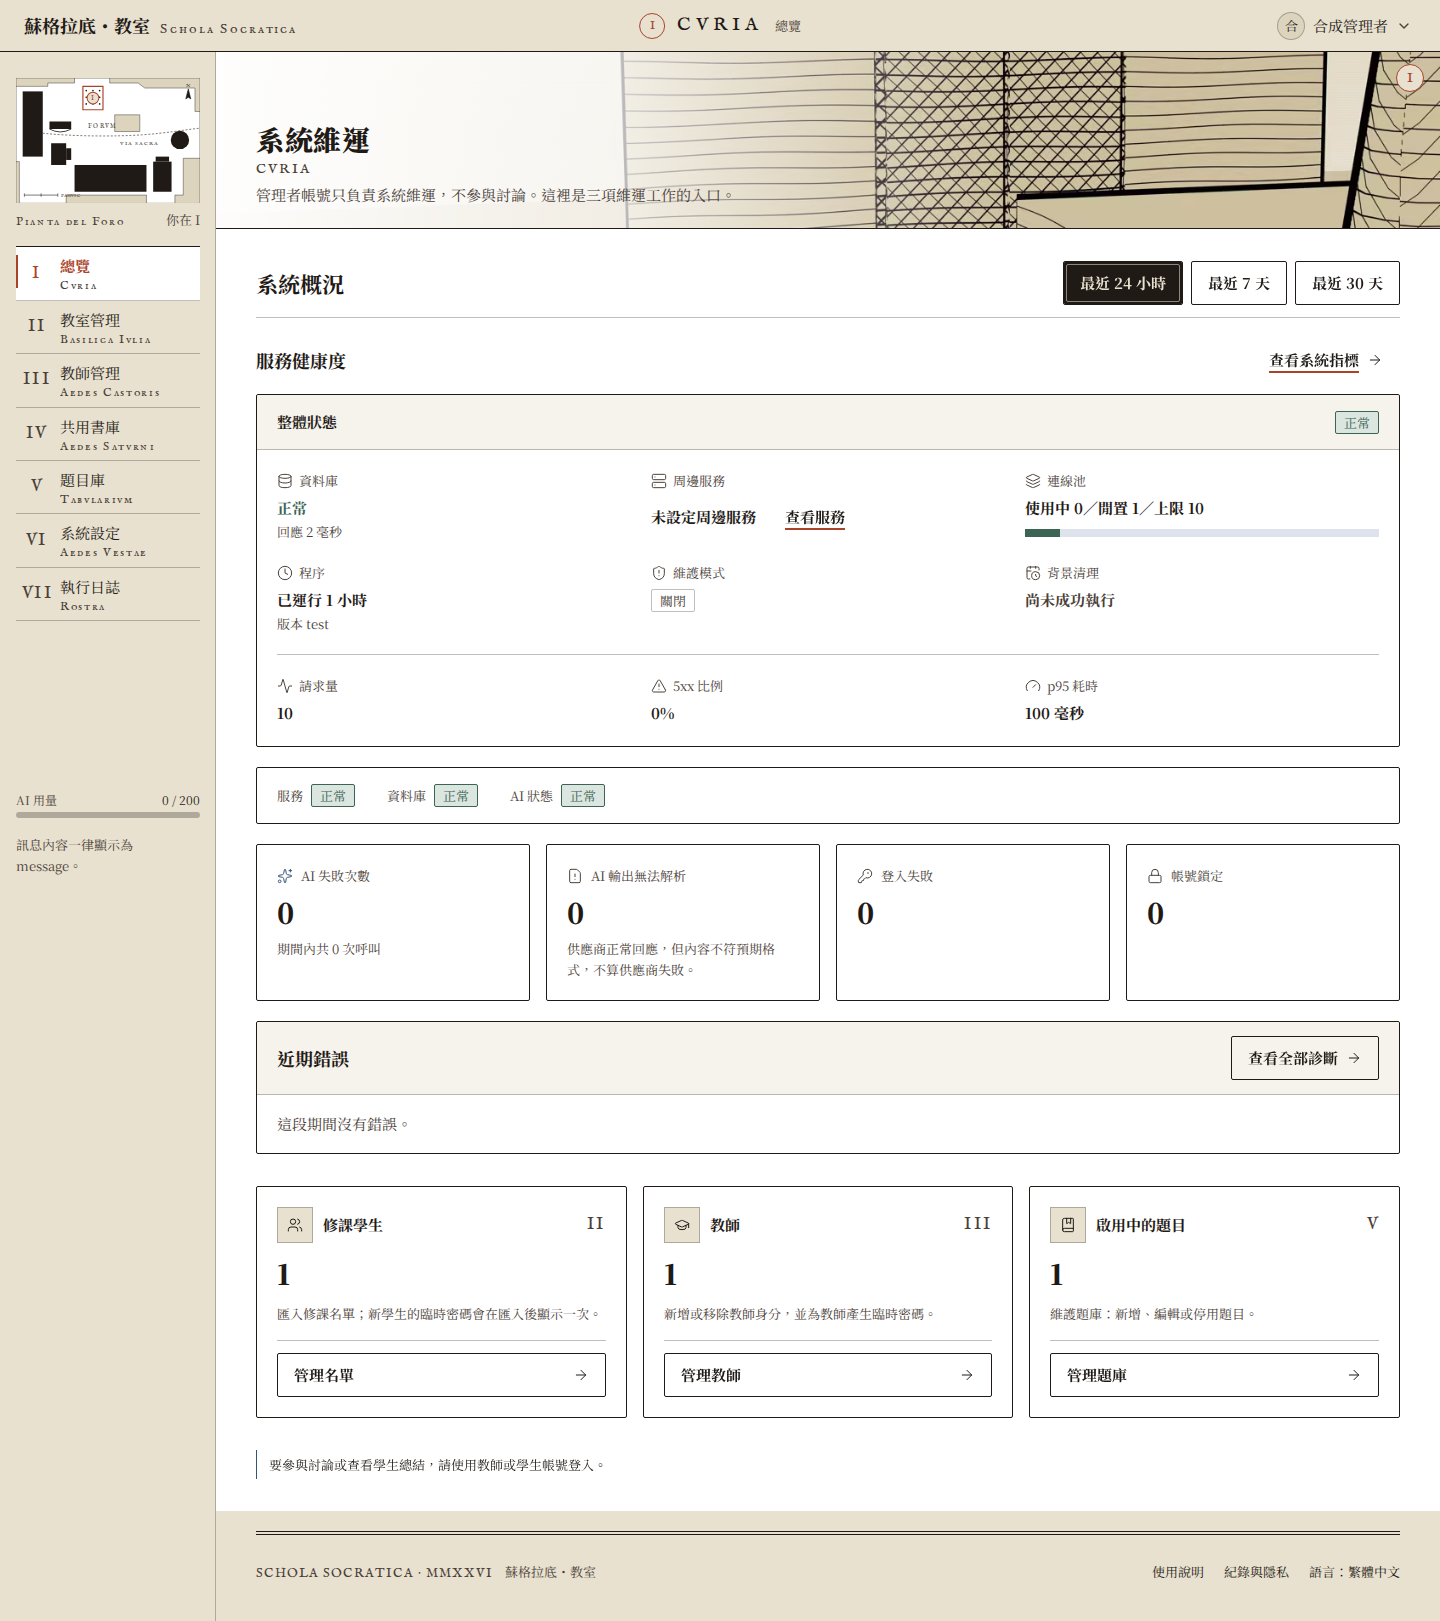 蘇格拉底・教室 SCHOLA SOCRATICA
I CVRIA 總覽
合 合成管理者
I
FORVM
VIA SACRA
PIANTA DEL FORO 你在 I
I 總覽
CVRIA
II 教室管理
BASILICA IVLIA
III 教師管理
AEDES CASTORIS
IV 共用書庫
AEDES SATVRNI
V 題目庫
TABVLARIVM
VI 系統設定
AEDES VESTAE
VII 執行日誌
ROSTRA
AI 用量 0 / 200
訊息內容一律顯示為
message。
I
系統維運
CVRIA
管理者帳號只負責系統維運，不參與討論。這裡是三項維運工作的入口。
系統概況
最近 24 小時 最近 7 天 最近 30 天
服務健康度 查看系統指標
整體狀態 正常
資料庫 周邊服務 連線池
正常 未設定周邊服務 查看服務 使用中 0／閒置 1／上限 10
回應 2 毫秒
程序 維護模式 背景清理
已運行 1 小時 關閉 尚未成功執行
版本 test
請求量 5xx 比例 p95 耗時
10 0% 100 毫秒
服務 正常 資料庫 正常 AI 狀態 正常
AI 失敗次數 AI 輸出無法解析 登入失敗 帳號鎖定
0 0 0 0
期間內共 0 次呼叫 供應商正常回應，但內容不符預期格
式，不算供應商失敗。
近期錯誤 查看全部診斷
這段期間沒有錯誤。
修課學生 II 教師 III 啟用中的題目 V
1 1 1
匯入修課名單；新學生的臨時密碼會在匯入後顯示一次。 新增或移除教師身分，並為教師產生臨時密碼。 維護題庫：新增、編輯或停用題目。
管理名單 管理教師 管理題庫
要參與討論或查看學生總結，請使用教師或學生帳號登入。
SCHOLA SOCRATICA · MMXXVI 蘇格拉底・教室
使用說明 紀錄與隱私 語言：繁體中文